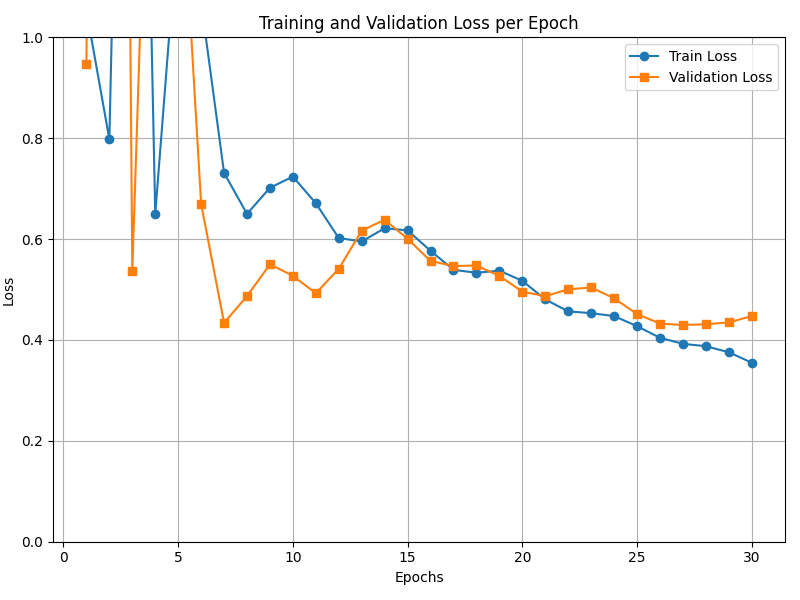 Training and Validation Loss per Epoch
Train Loss
Validation Loss
1.0
0.8
0.6
0.4
0.2
0.0
Loss
0 5 10 15 20 25 30
Epochs